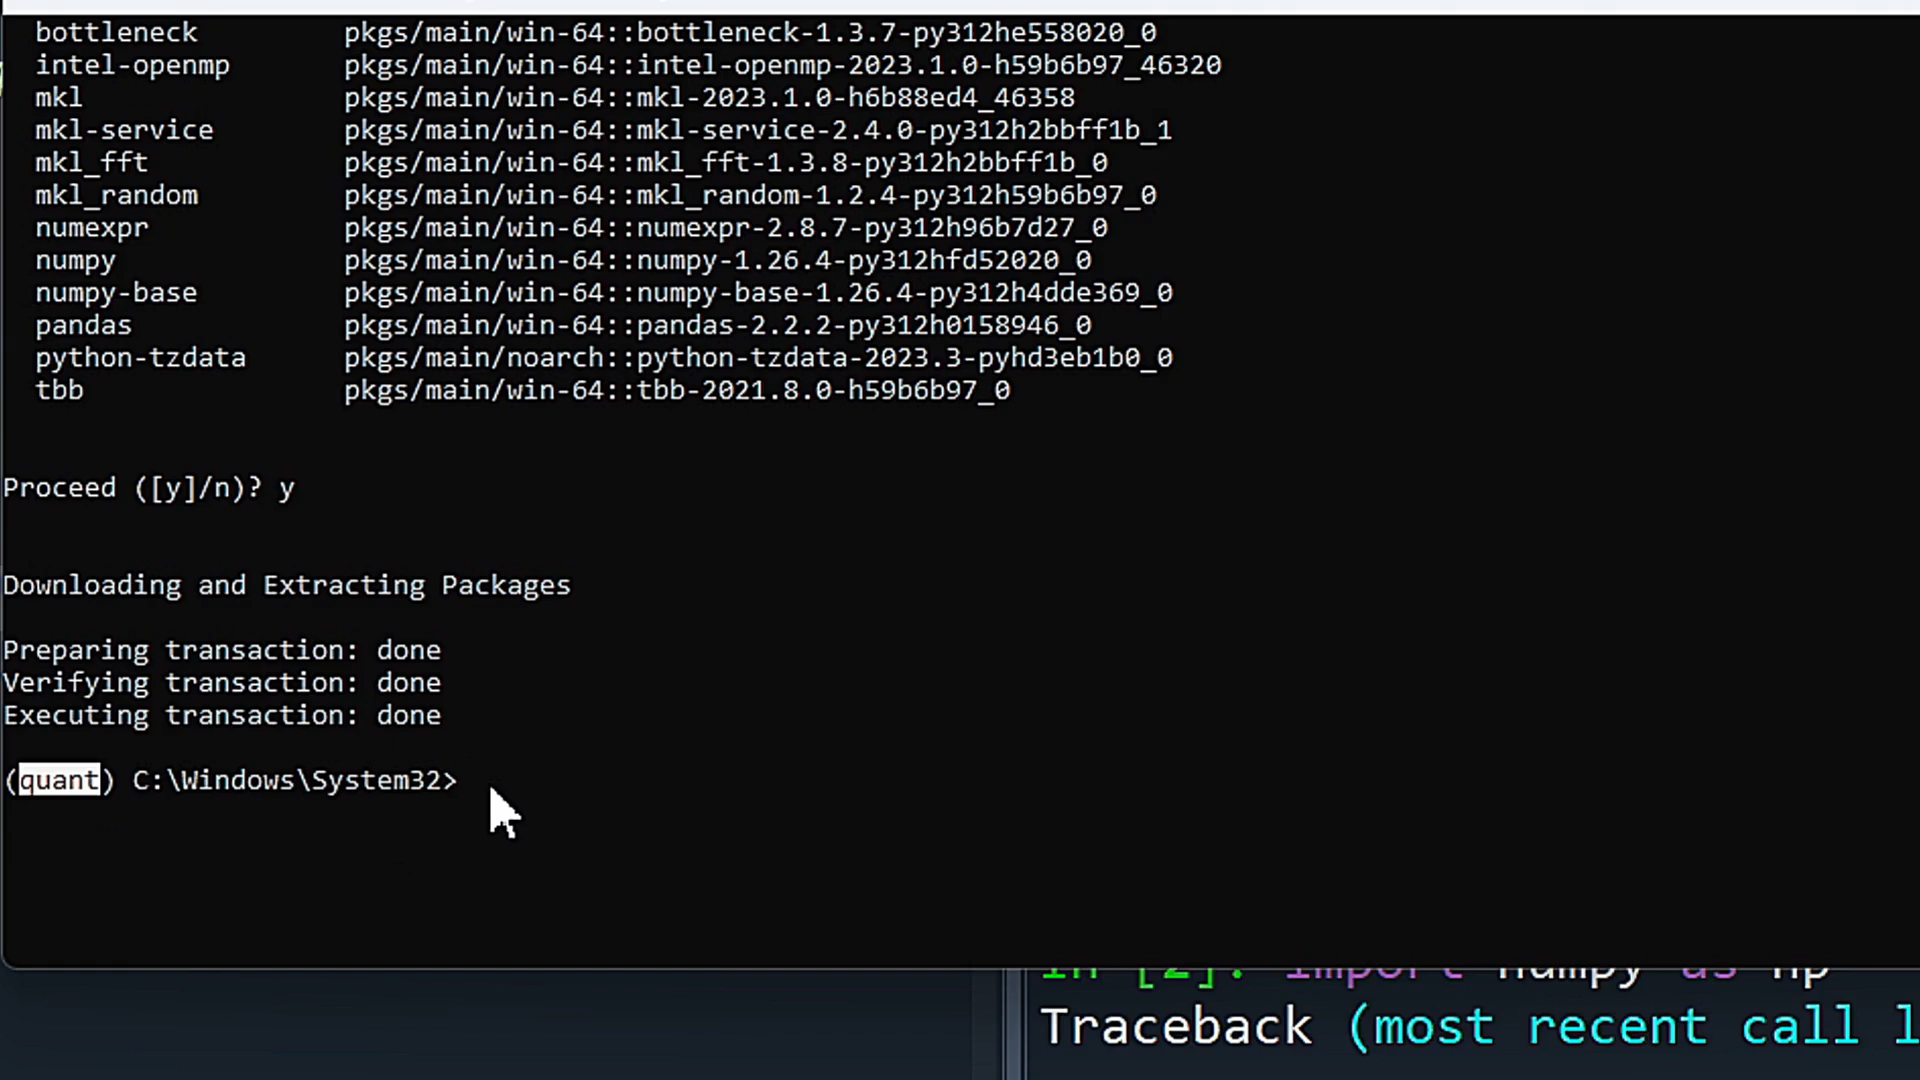 bottleneck pkgs/main/win-64::bottleneck-1.3.7-py312he558020_0
intel-openmp pkgs/main/win-64::intel-openmp-2023.1.0-h59b6b97_46320
mkl pkgs/main/win-64::mkl-2023.1.0-h6b88ed4_46358
mkl-service pkgs/main/win-64::mkl-service-2.4.0-py312h2bbff1b_1
mkl_fft pkgs/main/win-64::mkl_fft-1.3.8-py312h2bbff1b_0
mkl_random pkgs/main/win-64::mkl_random-1.2.4-py312h59b6b97_0
numexpr pkgs/main/win-64::numexpr-2.8.7-py312h96b7d27_0
numpy pkgs/main/win-64::numpy-1.26.4-py312hfd52020_0
numpy-base pkgs/main/win-64::numpy-base-1.26.4-py312h4dde369_0
pandas pkgs/main/win-64::pandas-2.2.2-py312h0158946_0
python-tzdata pkgs/main/noarch::python-tzdata-2023.3-pyhd3eb1b0_0
tbb pkgs/main/win-64::tbb-2021.8.0-h59b6b97_0
Proceed ([y]/n)? y
Downloading and Extracting Packages
Preparing transaction: done
Verifying transaction: done
Executing transaction: done
(quant) C:\Windows\System32>
In [2]: import numpy as np
Traceback (most recent call l